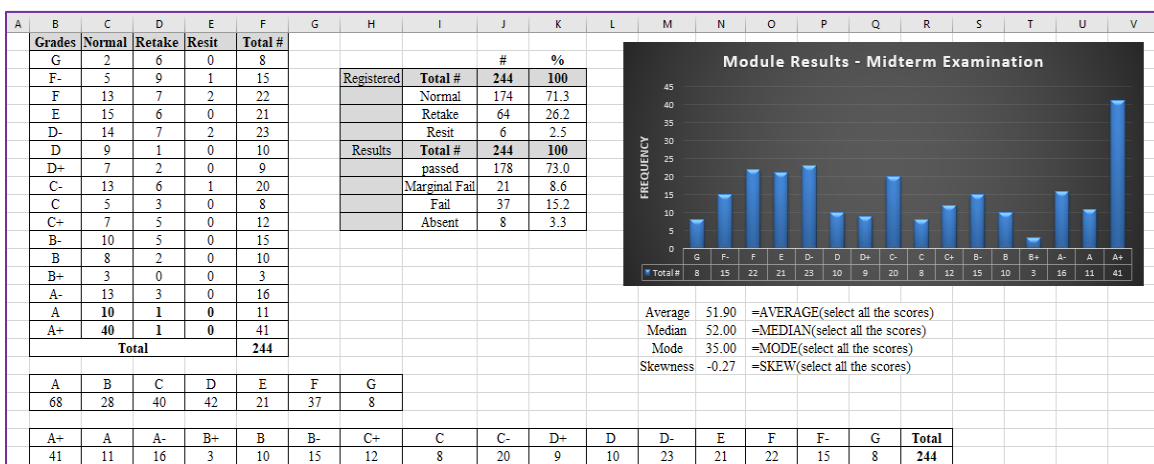 A B C D E F G H I J K L M N O P Q R S T U V
Grades Normal Retake Resit Total #
G 2 6 0 8 # %
F- 5 9 1 15 Registered Total # 244 100
F 13 7 2 22 Normal 174 71.3
E 15 6 0 21 Retake 64 26.2
D- 14 7 2 23 Resit 6 2.5
D 9 1 0 10 Results Total # 244 100
D+ 7 2 0 9 passed 178 73.0
C- 13 6 1 20 Marginal Fail 21 8.6
C 5 3 0 8 Fail 37 15.2
C+ 7 5 0 12 Absent 8 3.3
B- 10 5 0 15
B 8 2 0 10
B+ 3 0 0 3
A- 13 3 0 16
A 10 1 0 11
A+ 40 1 0 41
Total 244
Module Results - Midterm Examination
FREQUENCY
45
40
35
30
25
20
15
10
5
0
G F- F E D- D D+ C- C C+ B- B B+ A- A A+
Total # 8 15 22 21 23 10 9 20 8 12 15 10 3 16 11 41
Average 51.90 =AVERAGE(select all the scores)
Median 52.00 =MEDIAN(select all the scores)
Mode 35.00 =MODE(select all the scores)
Skewness -0.27 =SKEW(select all the scores)
A B C D E F G
68 28 40 42 21 37 8
A+ A A- B+ B B- C+ C C- D+ D D- E F F- G Total
41 11 16 3 10 15 12 8 20 9 10 23 21 22 15 8 244